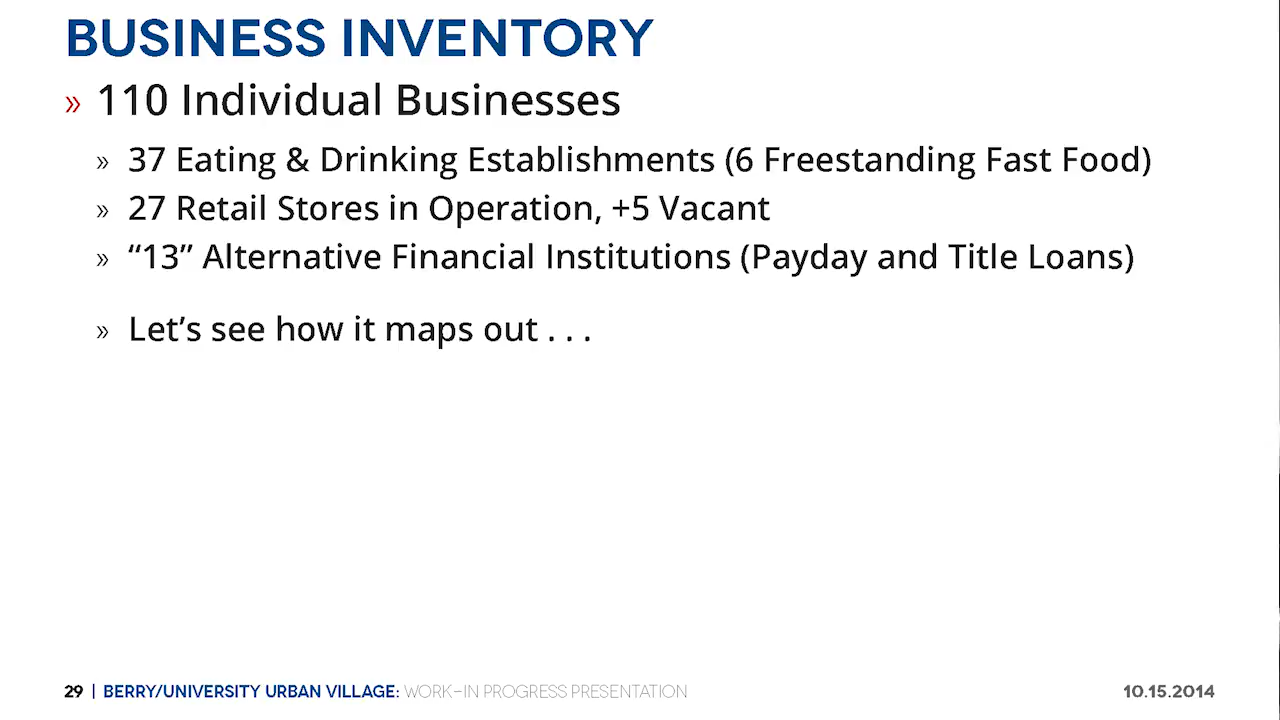 BUSINESS INVENTORY
» 110 Individual Businesses
» 37 Eating & Drinking Establishments (6 Freestanding Fast Food)
» 27 Retail Stores in Operation, +5 Vacant
» “13” Alternative Financial Institutions (Payday and Title Loans)
» Let’s see how it maps out . . .
29 | BERRY/UNIVERSITY URBAN VILLAGE: WORK-IN PROGRESS PRESENTATION 10.15.2014